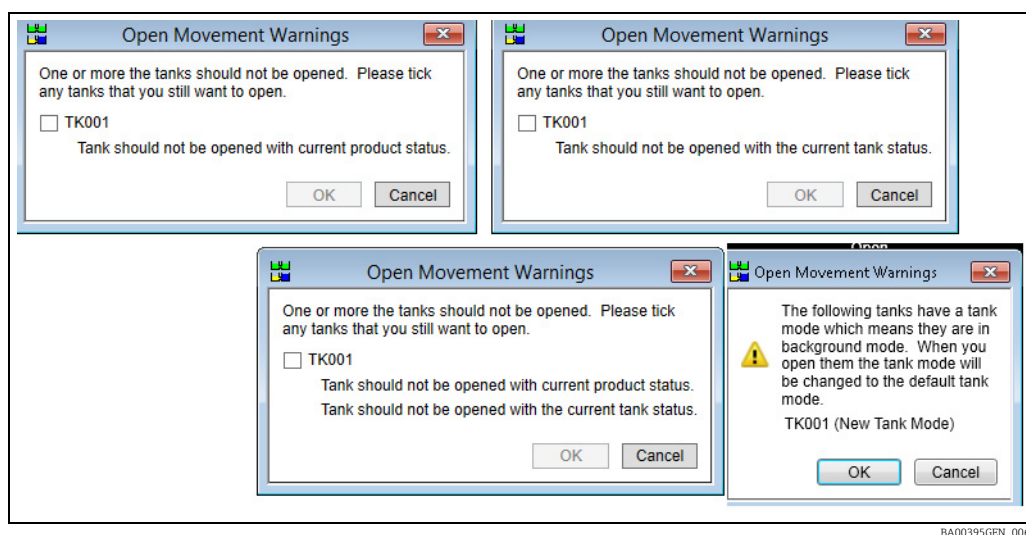 Open Movement Warnings
One or more the tanks should not be opened. Please tick
any tanks that you still want to open.
TK001
Tank should not be opened with current product status.
OK Cancel
Open Movement Warnings
One or more the tanks should not be opened. Please tick
any tanks that you still want to open.
TK001
Tank should not be opened with the current tank status.
OK Cancel
Open Movement Warnings
One or more the tanks should not be opened. Please tick
any tanks that you still want to open.
TK001
Tank should not be opened with current product status.
Tank should not be opened with the current tank status.
OK Cancel
Open
Open Movement Warnings
The following tanks have a tank
mode which means they are in
background mode. When you
open them the tank mode will
be changed to the default tank
mode.
TK001 (New Tank Mode)
OK Cancel